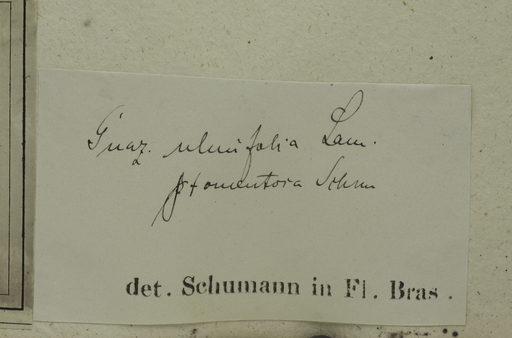 Guaz. ulmifolia Lam.
β tomentosa Schum
det. Schumann in Fl. Bras.